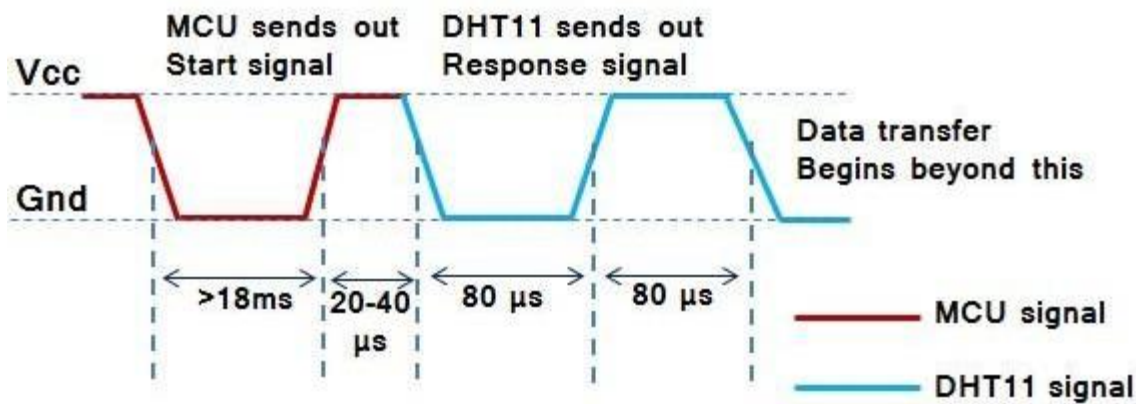 MCU sends out
Start signal
DHT11 sends out
Response signal
Vcc
Data transfer
Begins beyond this
Gnd
>18ms
20-40
µs
80 µs
80 µs
MCU signal
DHT11 signal